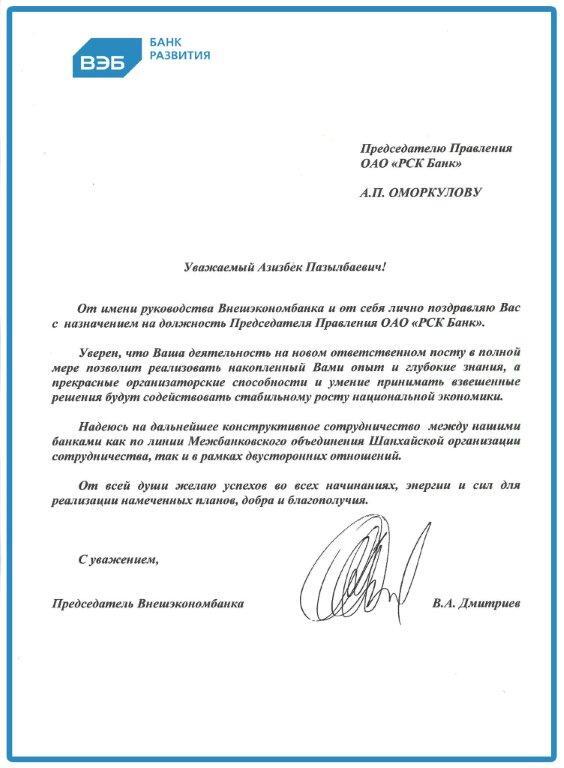 ВЭБ
БАНК
РАЗВИТИЯ
Председателю Правления
ОАО «РСК Банк»
А.П. ОМОРКУЛОВУ
Уважаемый Азизбек Пазылбаевич!
От имени руководства Внешэкономбанка и от себя лично поздравляю Вас
с назначением на должность Председателя Правления ОАО «РСК Банк».
Уверен, что Ваша деятельность на новом ответственном посту в полной
мере позволит реализовать накопленный Вами опыт и глубокие знания, а
прекрасные организаторские способности и умение принимать взвешенные
решения будут содействовать стабильному росту национальной экономики.
Надеюсь на дальнейшее конструктивное сотрудничество между нашими
банками как по линии Межбанковского объединения Шанхайской организации
сотрудничества, так и в рамках двусторонних отношений.
От всей души желаю успехов во всех начинаниях, энергии и сил для
реализации намеченных планов, добра и благополучия.
С уважением,
Председатель Внешэкономбанка
В.А. Дмитриев